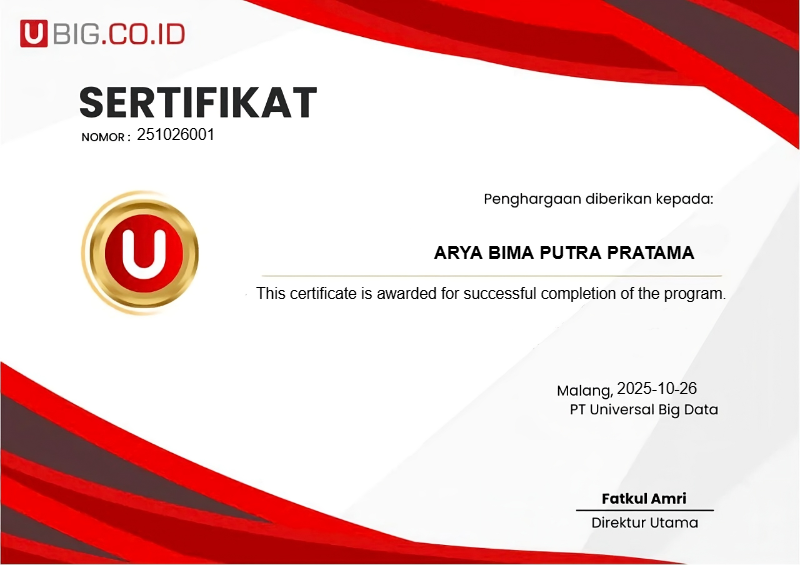 UBIG.CO.ID
SERTIFIKAT
NOMOR : 251026001
Penghargaan diberikan kepada:
U
ARYA BIMA PUTRA PRATAMA
This certificate is awarded for successful completion of the program.
Malang, 2025-10-26
PT Universal Big Data
Fatkul Amri
Direktur Utama